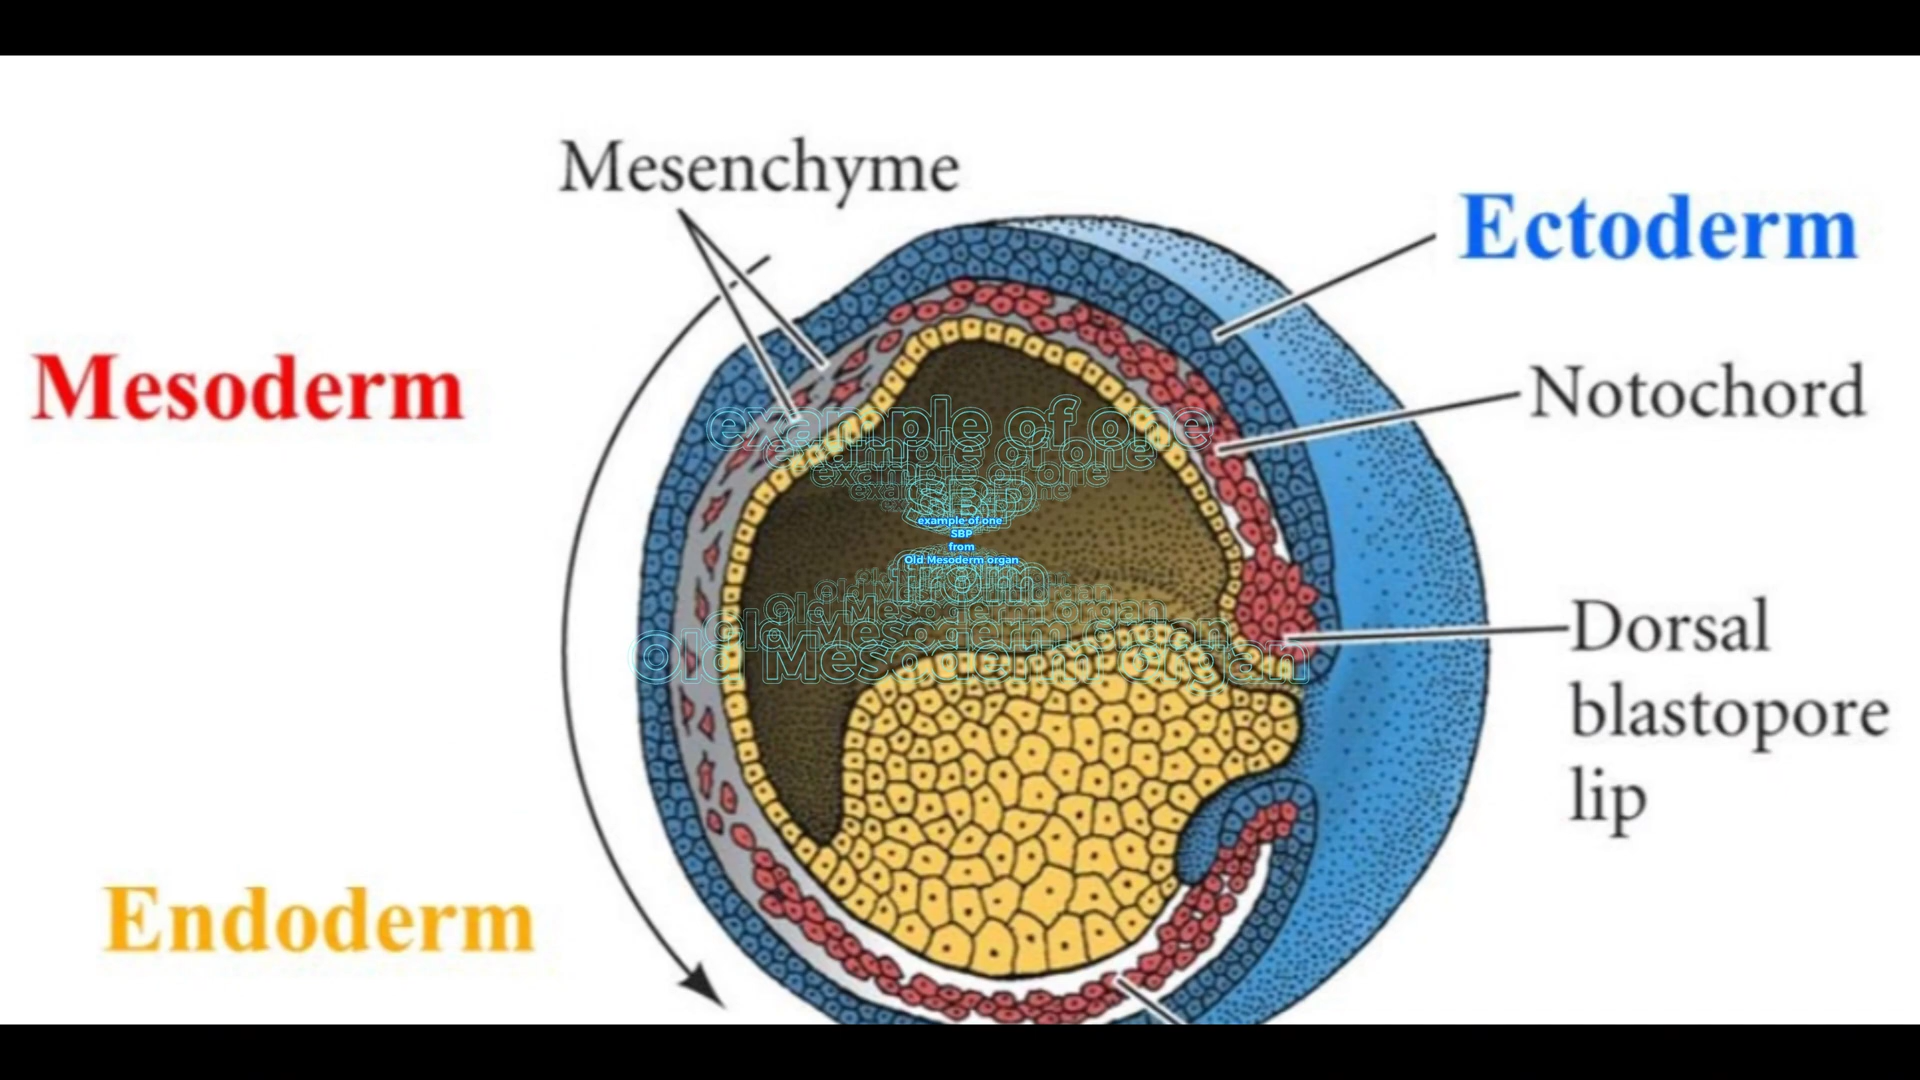 Mesenchyme
Ectoderm
Mesoderm
Notochord
example of one
SBP
from
Old Mesoderm organ
Dorsal
blastopore
lip
Endoderm